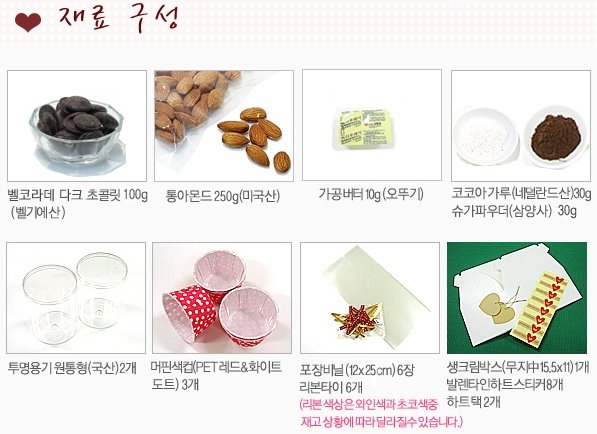 재료 구성
벨코라데 다크 초콜릿 100g
(벨기에산)
통아몬드 250g(미국산)
가공버터 10g (오뚜기)
코코아 가루 (네덜란드산)30g
슈가파우더(삼양사) 30g
투명용기 원통형(국산) 2개
머핀색컵(PET 레드&화이트
도트) 3개
포장비닐 (12x25cm) 6장
리본타이 6개
(리본 색상은 와인색과 초코색중
재고 상황에 따라 달라질수 있습니다.)
생크림박스(무지中15,5x11) 1개
발렌타인하트스티커8개
하트택 2개